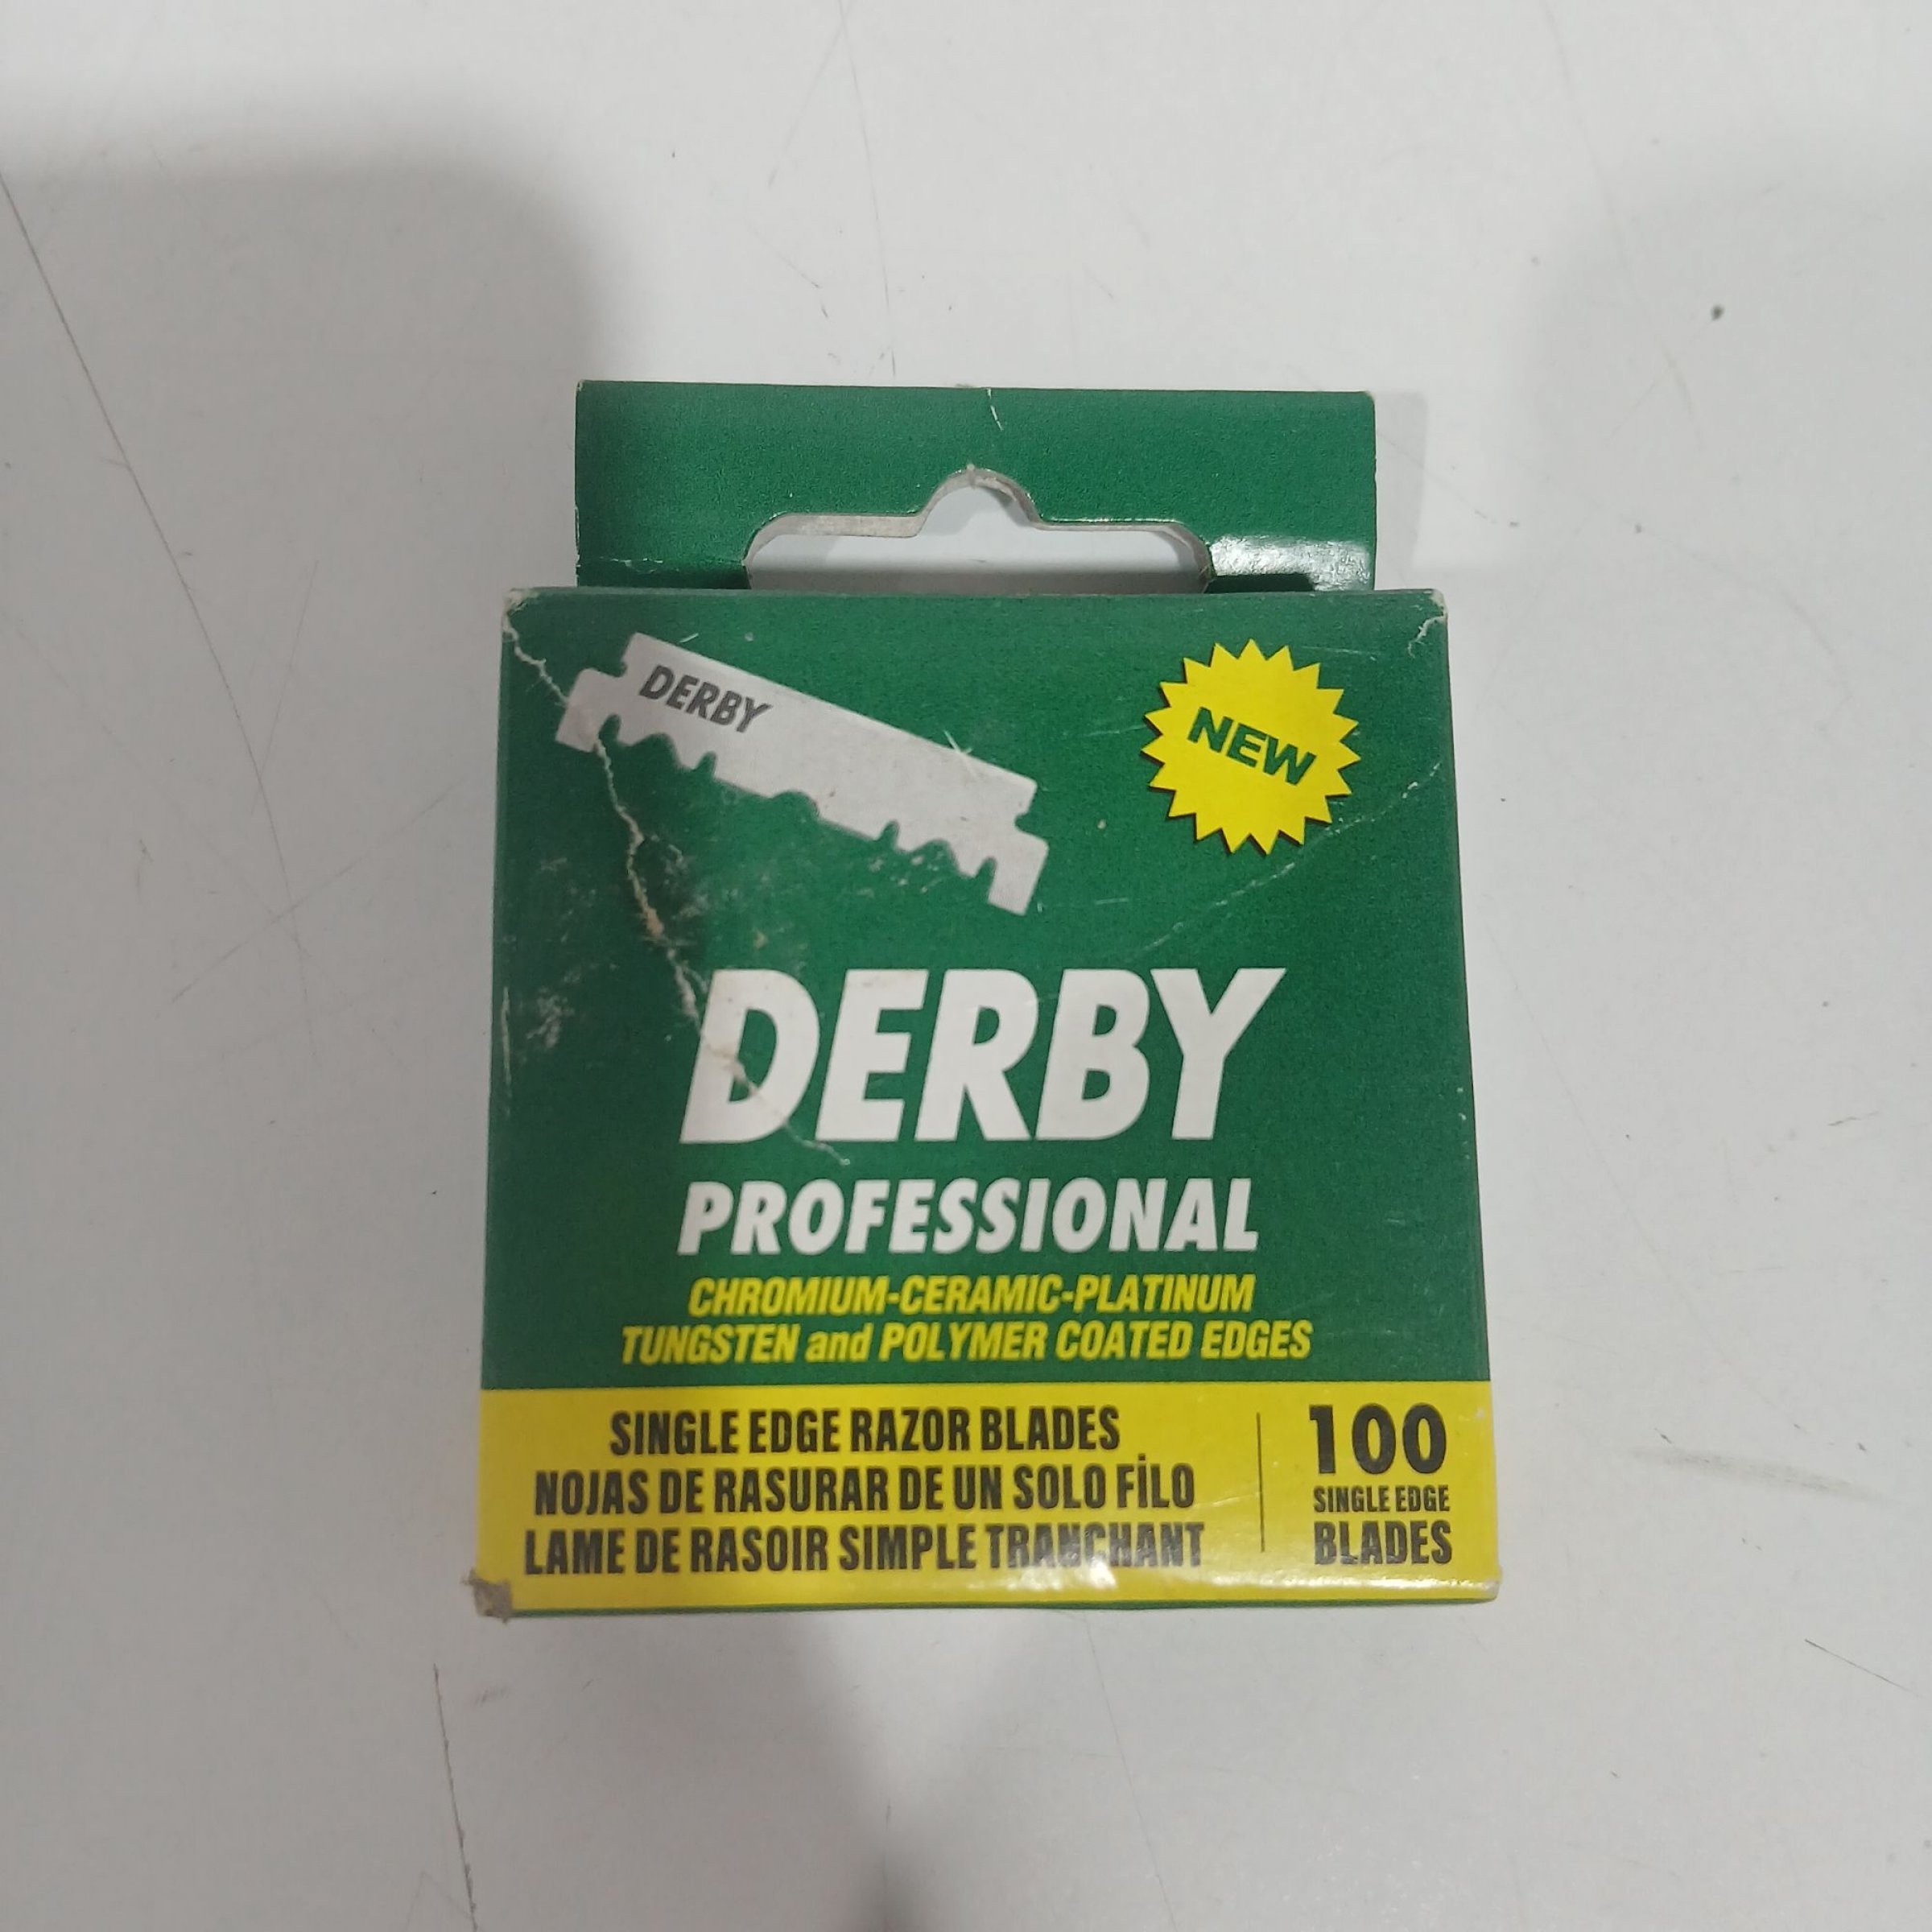 DERBY
NEW
DERBY
PROFESSIONAL
CHROMIUM-CERAMIC-PLATINUM
TUNGSTEN and POLYMER COATED EDGES
SINGLE EDGE RAZOR BLADES
NOJAS DE RASURAR DE UN SOLO FİLO
LAME DE RASOIR SIMPLE TRANCHANT
100
SINGLE EDGE
BLADES